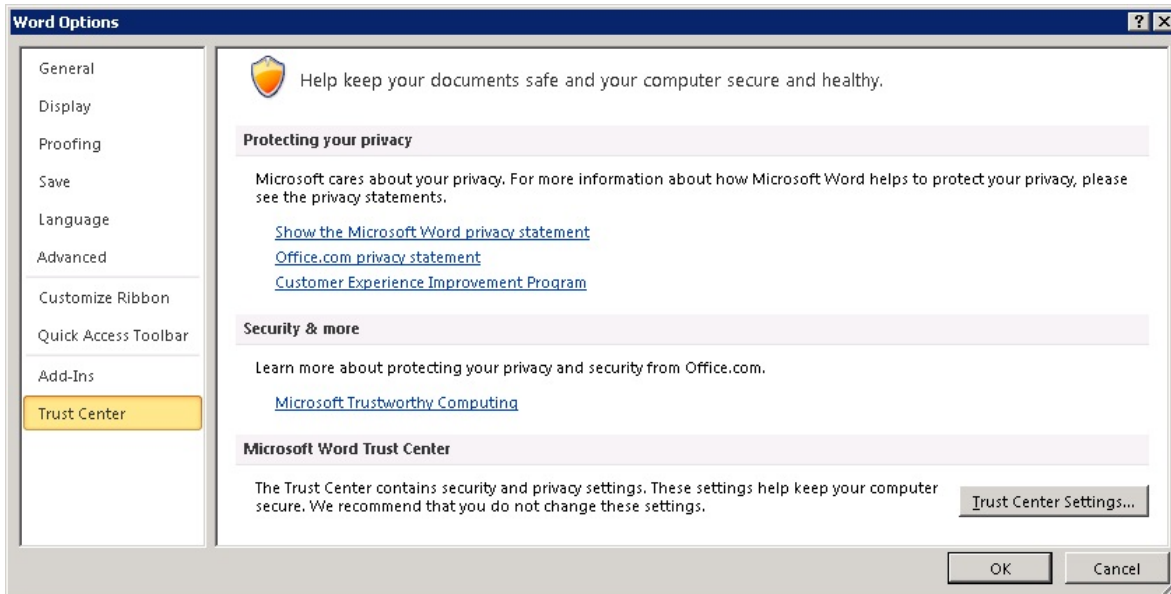 Word Options
General
Display
Proofing
Save
Language
Advanced
Customize Ribbon
Quick Access Toolbar
Add-Ins
Trust Center
Help keep your documents safe and your computer secure and healthy.
Protecting your privacy
Microsoft cares about your privacy. For more information about how Microsoft Word helps to protect your privacy, please
see the privacy statements.
Show the Microsoft Word privacy statement
Office.com privacy statement
Customer Experience Improvement Program
Security & more
Learn more about protecting your privacy and security from Office.com.
Microsoft Trustworthy Computing
Microsoft Word Trust Center
The Trust Center contains security and privacy settings. These settings help keep your computer
secure. We recommend that you do not change these settings.
Trust Center Settings...
OK
Cancel